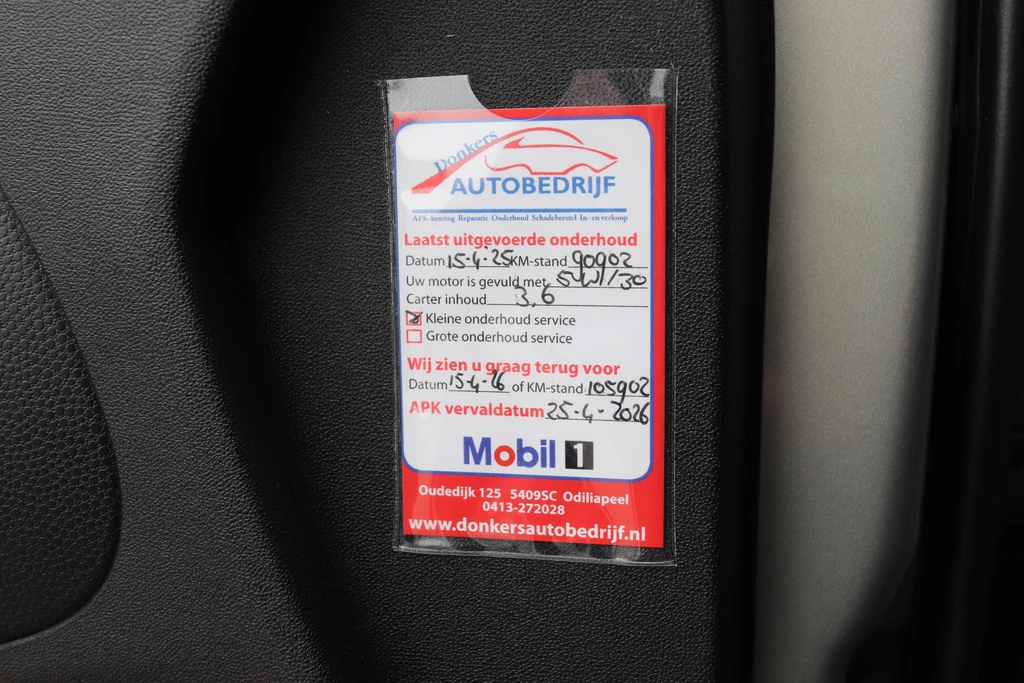 Donkers
AUTOBEDRIJF
APK-keuring Reparatie Onderhoud Schadeherstel In- en verkoop
Laatst uitgevoerde onderhoud
Datum 15-4-25 KM-stand 90902
Uw motor is gevuld met 5W/30
Carter inhoud 3,6
Kleine onderhoud service
Grote onderhoud service
Wij zien u graag terug voor
Datum 15-4-26 of KM-stand 105902
APK vervaldatum 25-4-2026
Mobil 1
Oudedijk 125 5409SC Odiliapeel
0413-272028
www.donkersautobedrijf.nl